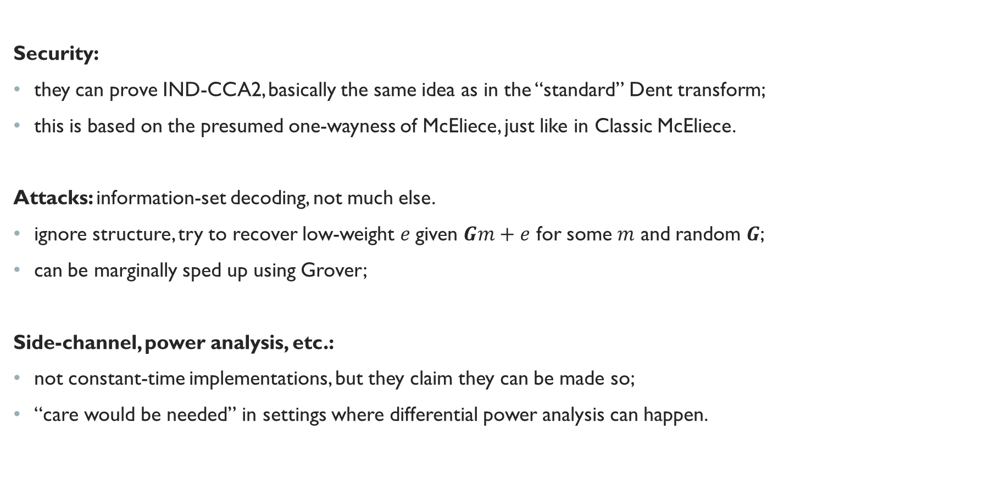 Security:
• they can prove IND-CCA2, basically the same idea as in the “standard” Dent transform;
• this is based on the presumed one-wayness of McEliece, just like in Classic McEliece.
Attacks: information-set decoding, not much else.
• ignore structure, try to recover low-weight e given Gm + e for some m and random G;
• can be marginally sped up using Grover;
Side-channel, power analysis, etc.:
• not constant-time implementations, but they claim they can be made so;
• “care would be needed” in settings where differential power analysis can happen.